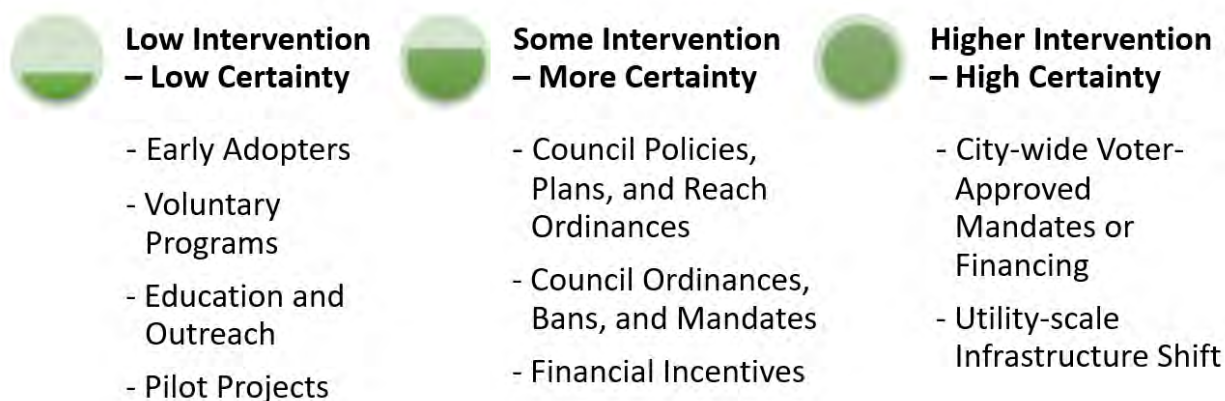 Low Intervention
– Low Certainty
- Early Adopters
- Voluntary
Programs
- Education and
Outreach
- Pilot Projects
Some Intervention
– More Certainty
- Council Policies,
Plans, and Reach
Ordinances
- Council Ordinances,
Bans, and Mandates
- Financial Incentives
Higher Intervention
– High Certainty
- City-wide Voter-
Approved
Mandates or
Financing
- Utility-scale
Infrastructure Shift